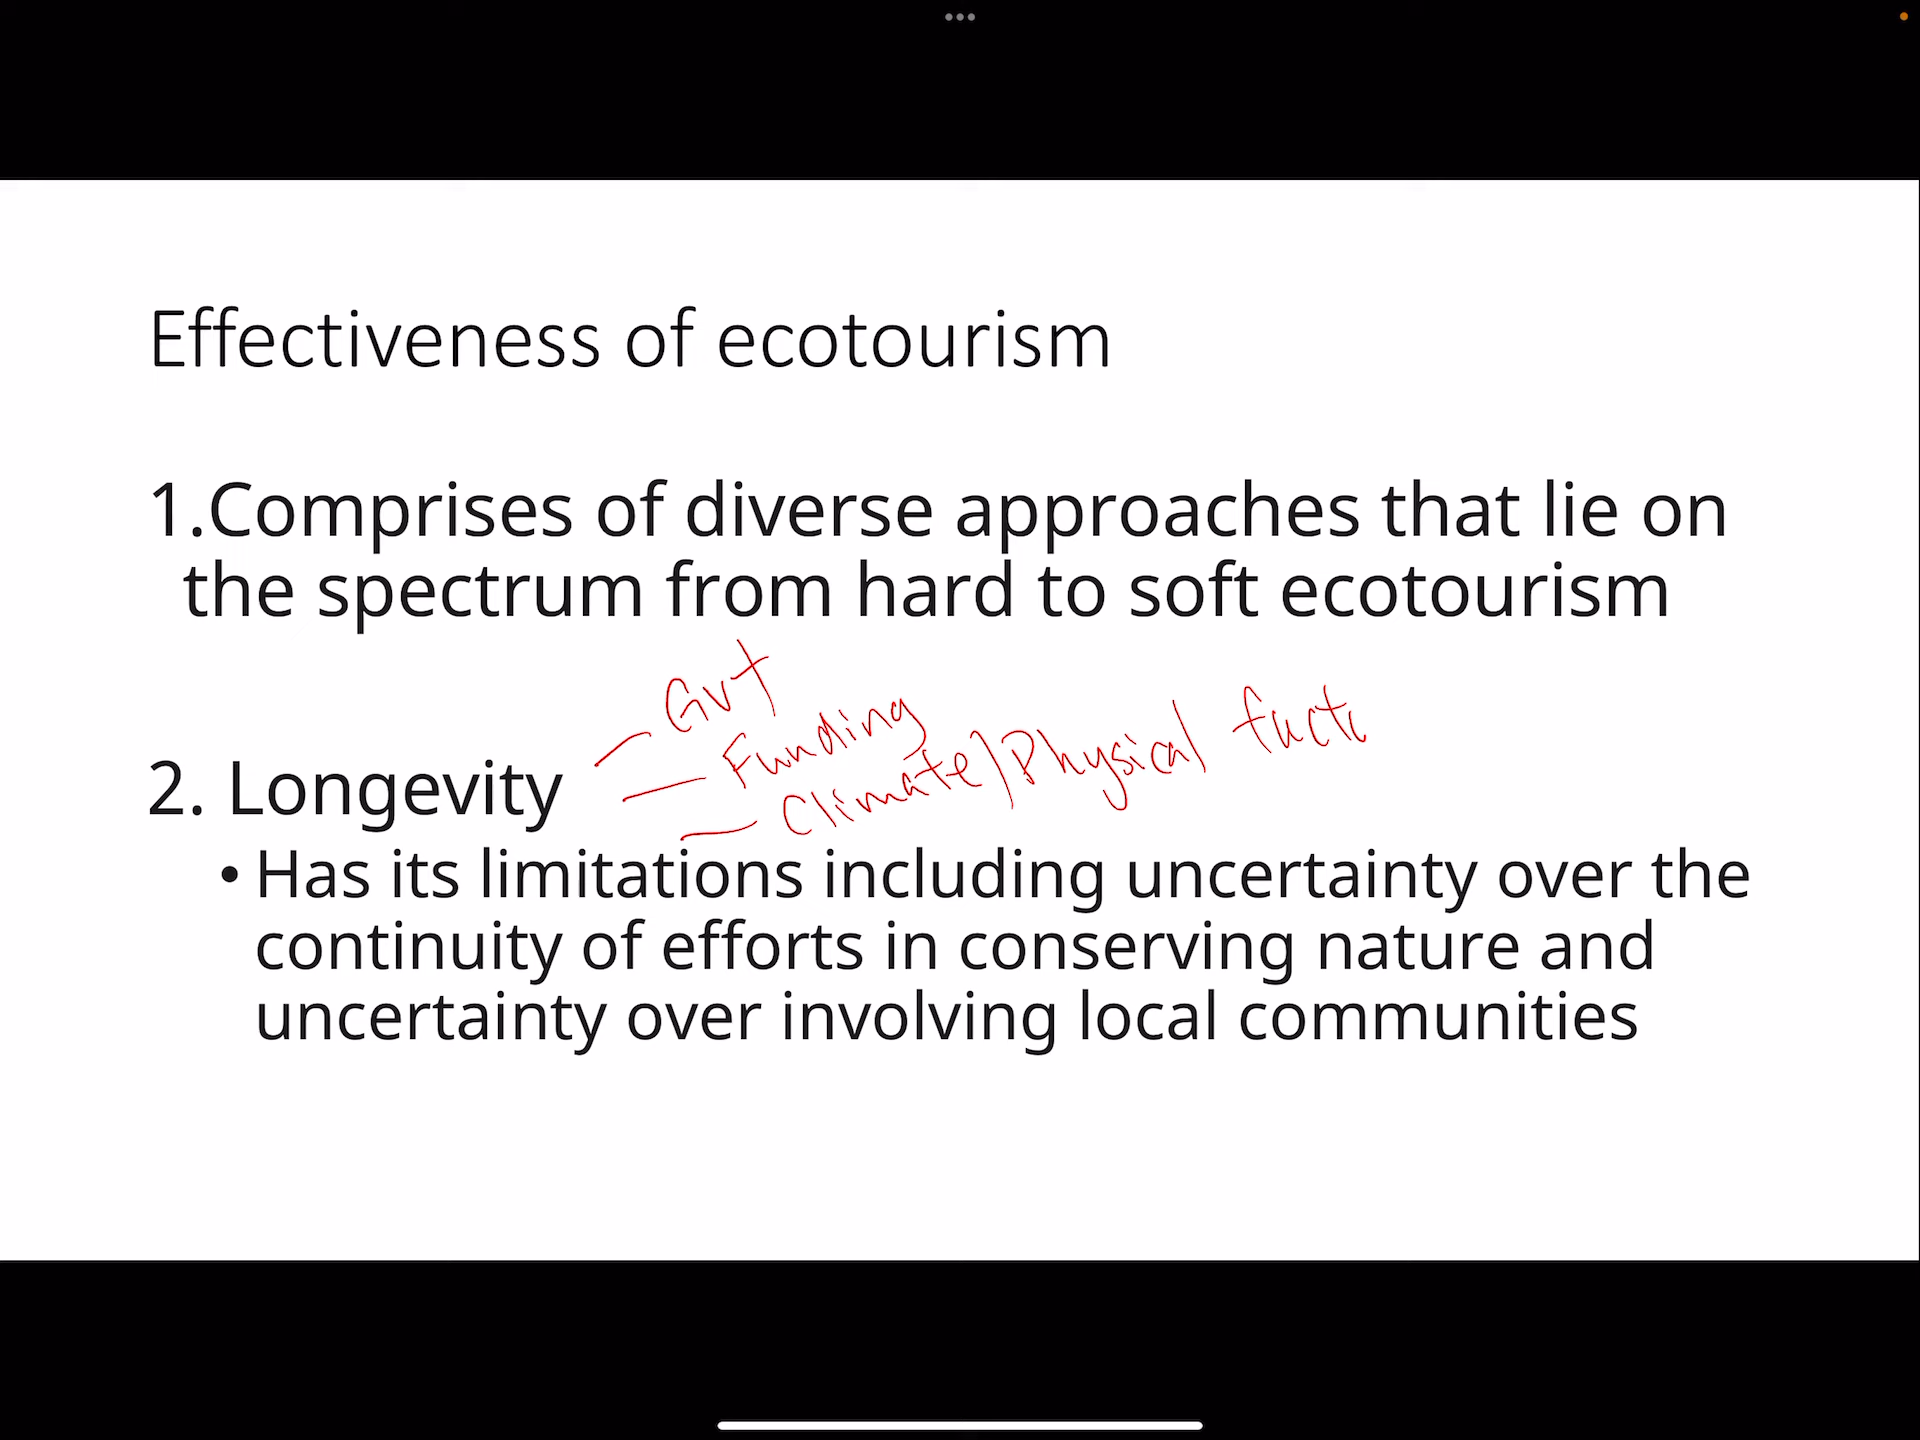 Effectiveness of ecotourism
1.Comprises of diverse approaches that lie on
the spectrum from hard to soft ecotourism
— Gvt
— Funding
— Climate/Physical fact
2. Longevity
• Has its limitations including uncertainty over the
continuity of efforts in conserving nature and
uncertainty over involving local communities